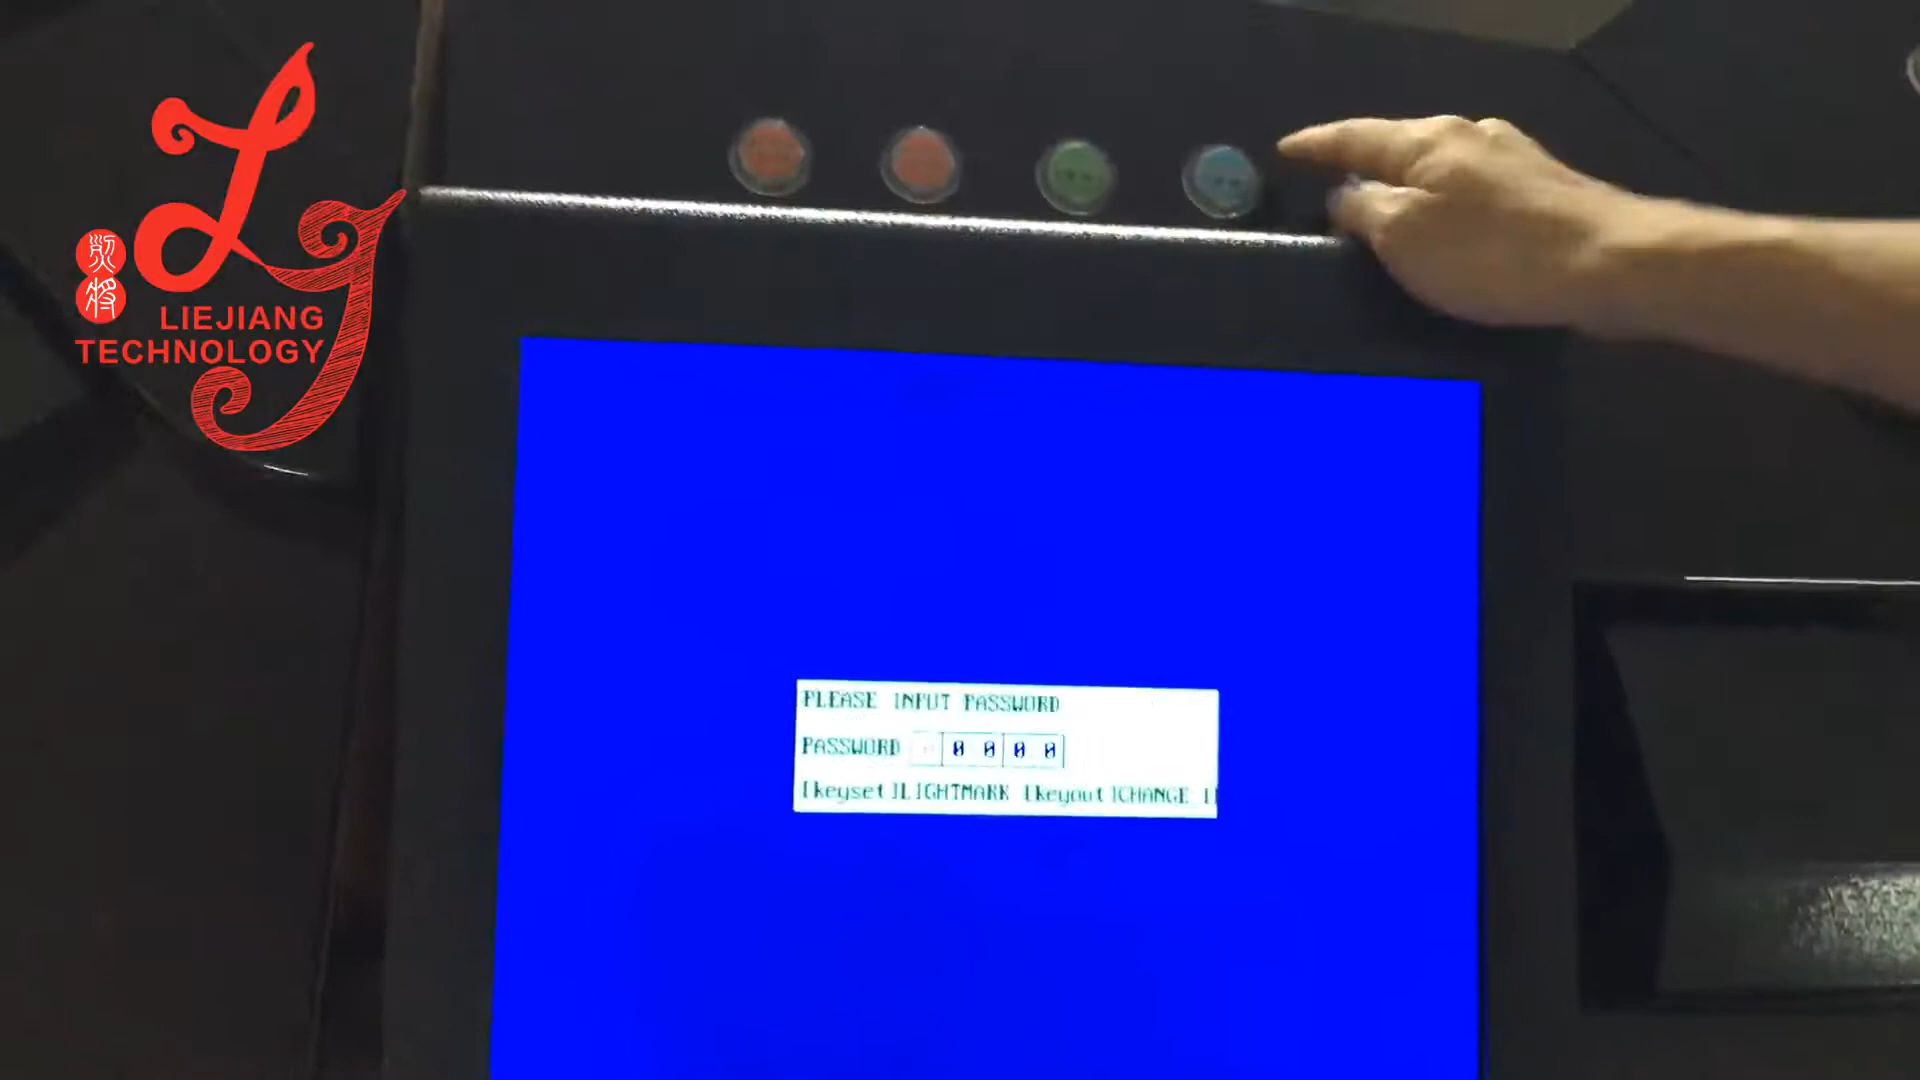 LIEJIANG
TECHNOLOGY
PLEASE INPUT PASSWORD
PASSWORD 0 0 0 0
[keyset]LIGHTMARK [keyout]CHANGE